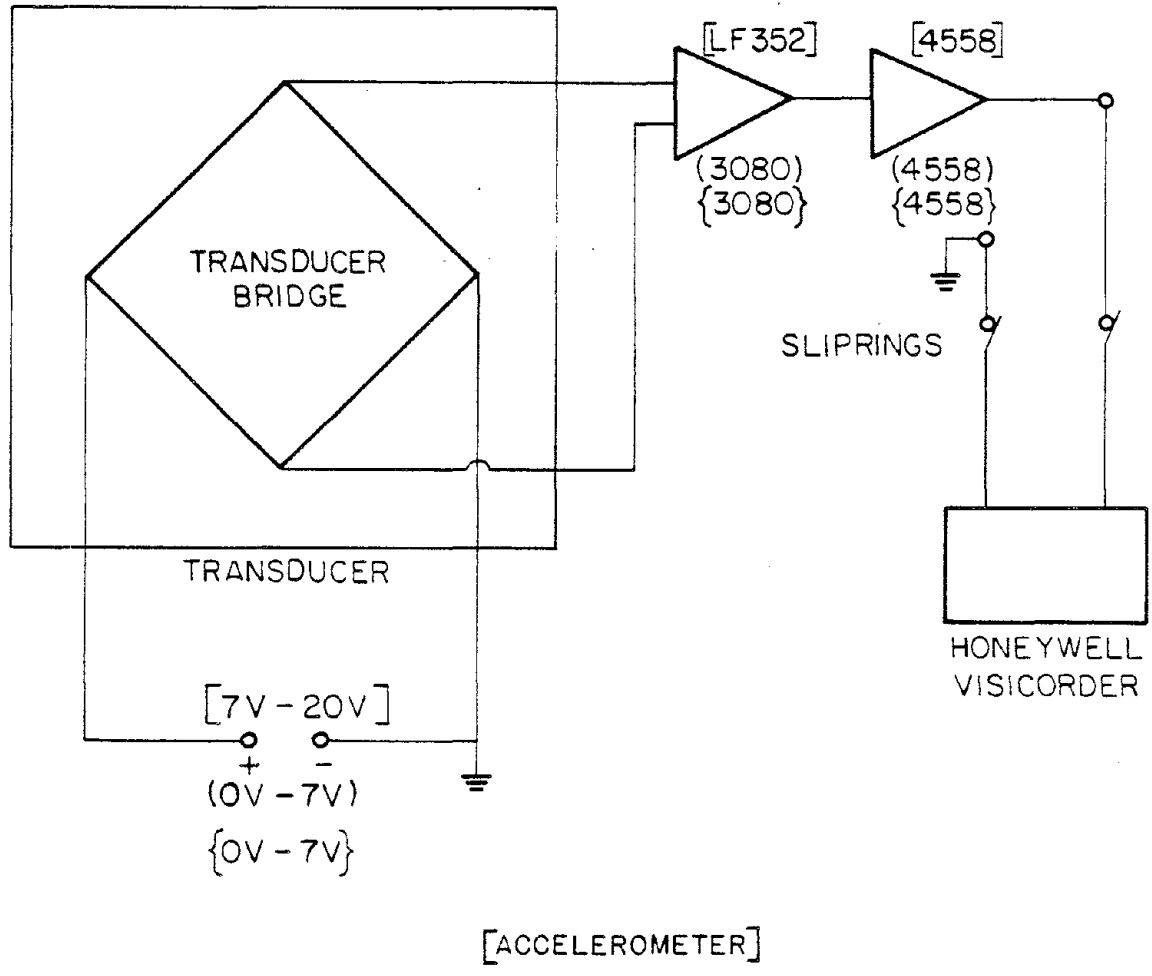 [LF352]
[4558]
(3080)
{3080}
(4558)
{4558}
TRANSDUCER
BRIDGE
SLIPRINGS
TRANSDUCER
HONEYWELL
VISICORDER
[7V-20V]
+ -
(0V-7V)
{0V-7V}
[ACCELEROMETER]